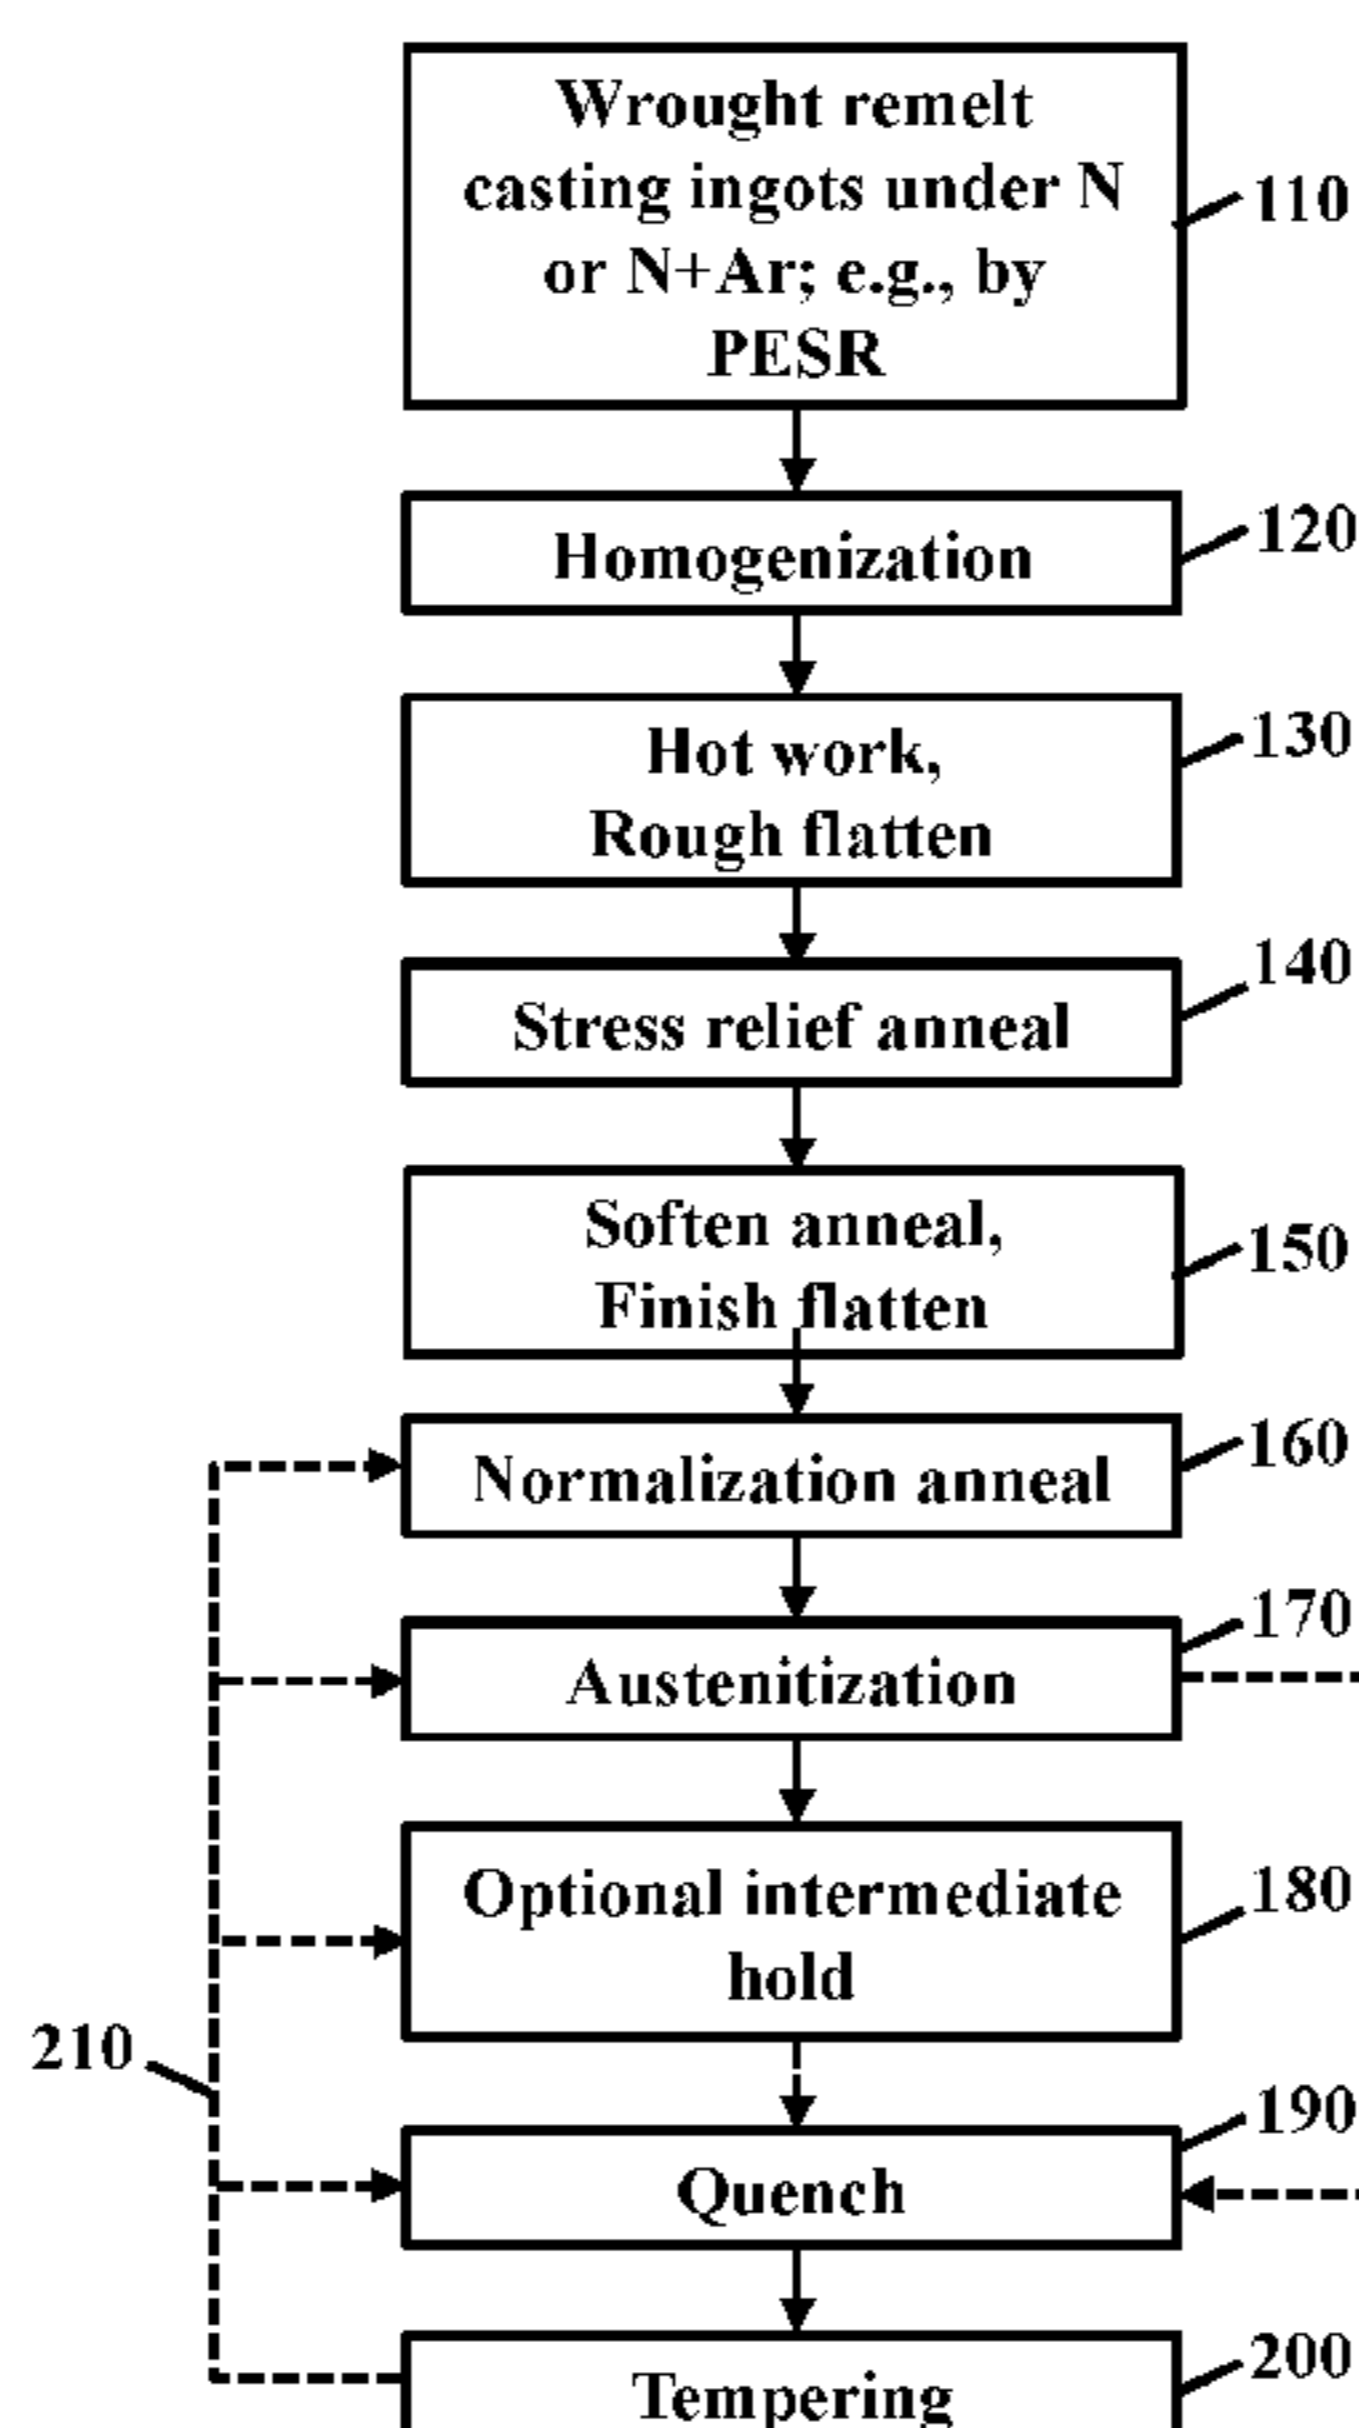 Wrought remelt
casting ingots under N
or N+Ar; e.g., by
PESR
110
Homogenization
120
Hot work,
Rough flatten
130
Stress relief anneal
140
Soften anneal,
Finish flatten
150
Normalization anneal
160
Austenitization
170
Optional intermediate
hold
180
210
Quench
190
Tempering
200